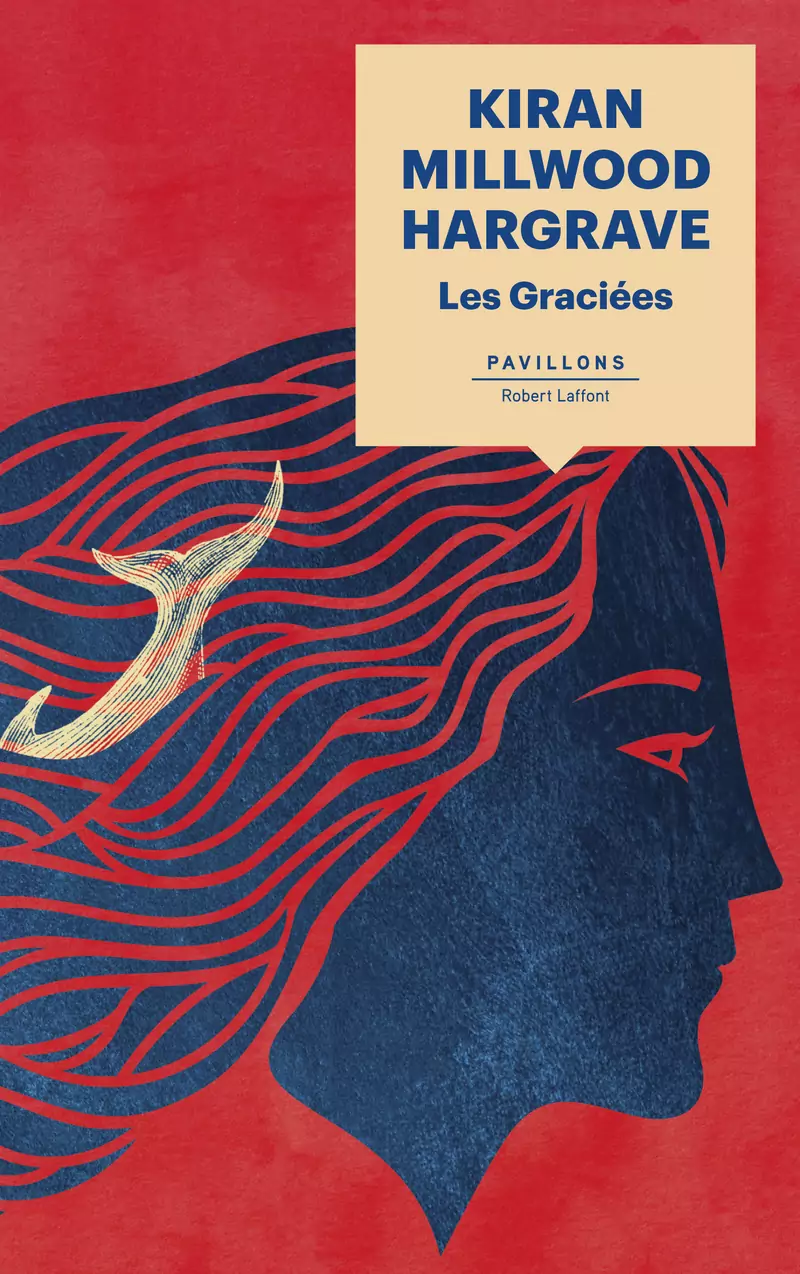 KIRAN
MILLWOOD
HARGRAVE
Les Graciées
PAVILLONS
Robert Laffont